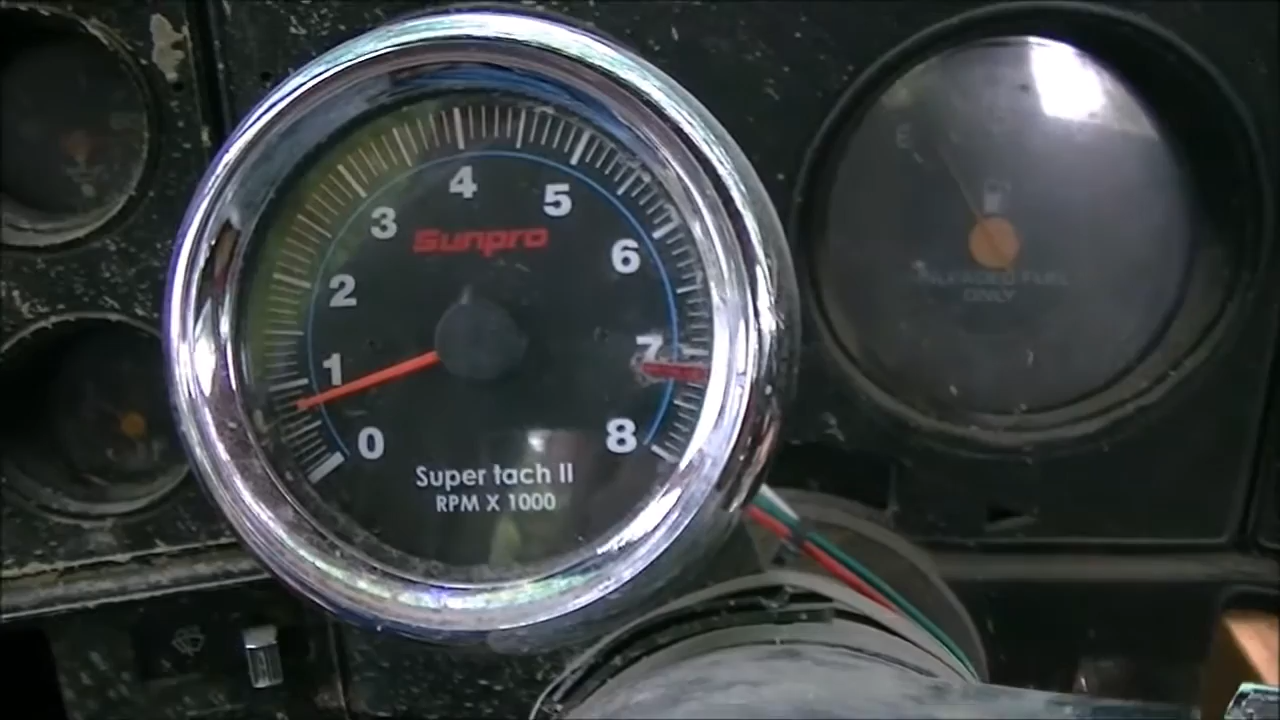 4
5
3
Sunpro
6
2
7
1
0
8
Super tach II
RPM X 1000
E
UNLEADED FUEL
ONLY